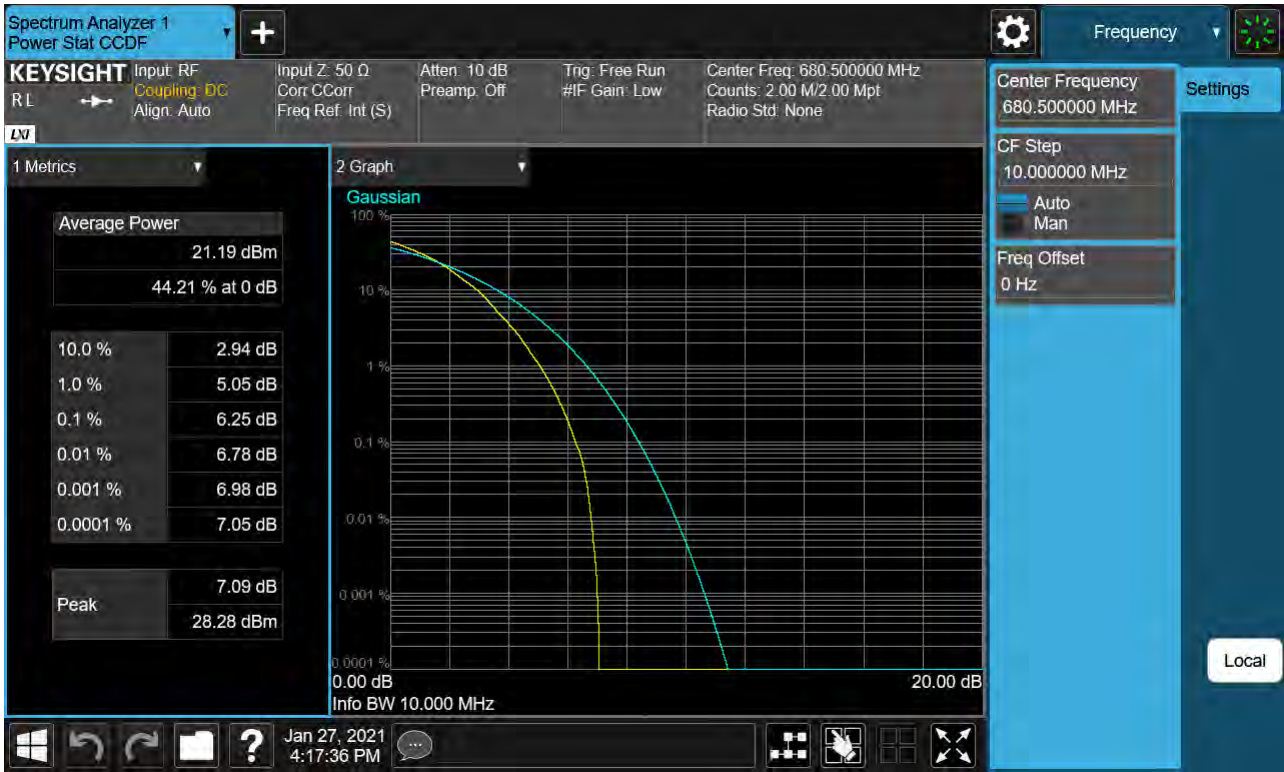 Spectrum Analyzer 1
Power Stat CCDF
Frequency
KEYSIGHT
R L
LXI
Input: RF
Coupling: DC
Align: Auto
Input Z: 50 Ω
Corr CCorr
Freq Ref: Int (S)
Atten: 10 dB
Preamp: Off
Trig: Free Run
#IF Gain: Low
Center Freq: 680.500000 MHz
Counts: 2.00 M/2.00 Mpt
Radio Std: None
Center Frequency
680.500000 MHz
Settings
CF Step
10.000000 MHz
Auto
Man
Freq Offset
0 Hz
1 Metrics
Average Power
21.19 dBm
44.21 % at 0 dB
10.0 % 2.94 dB
1.0 % 5.05 dB
0.1 % 6.25 dB
0.01 % 6.78 dB
0.001 % 6.98 dB
0.0001 % 7.05 dB
Peak
7.09 dB
28.28 dBm
2 Graph
Gaussian
100 %
10 %
1 %
0.1 %
0.01 %
0.001 %
0.0001 %
0.00 dB 20.00 dB
Info BW 10.000 MHz
Local
?
Jan 27, 2021
4:17:36 PM